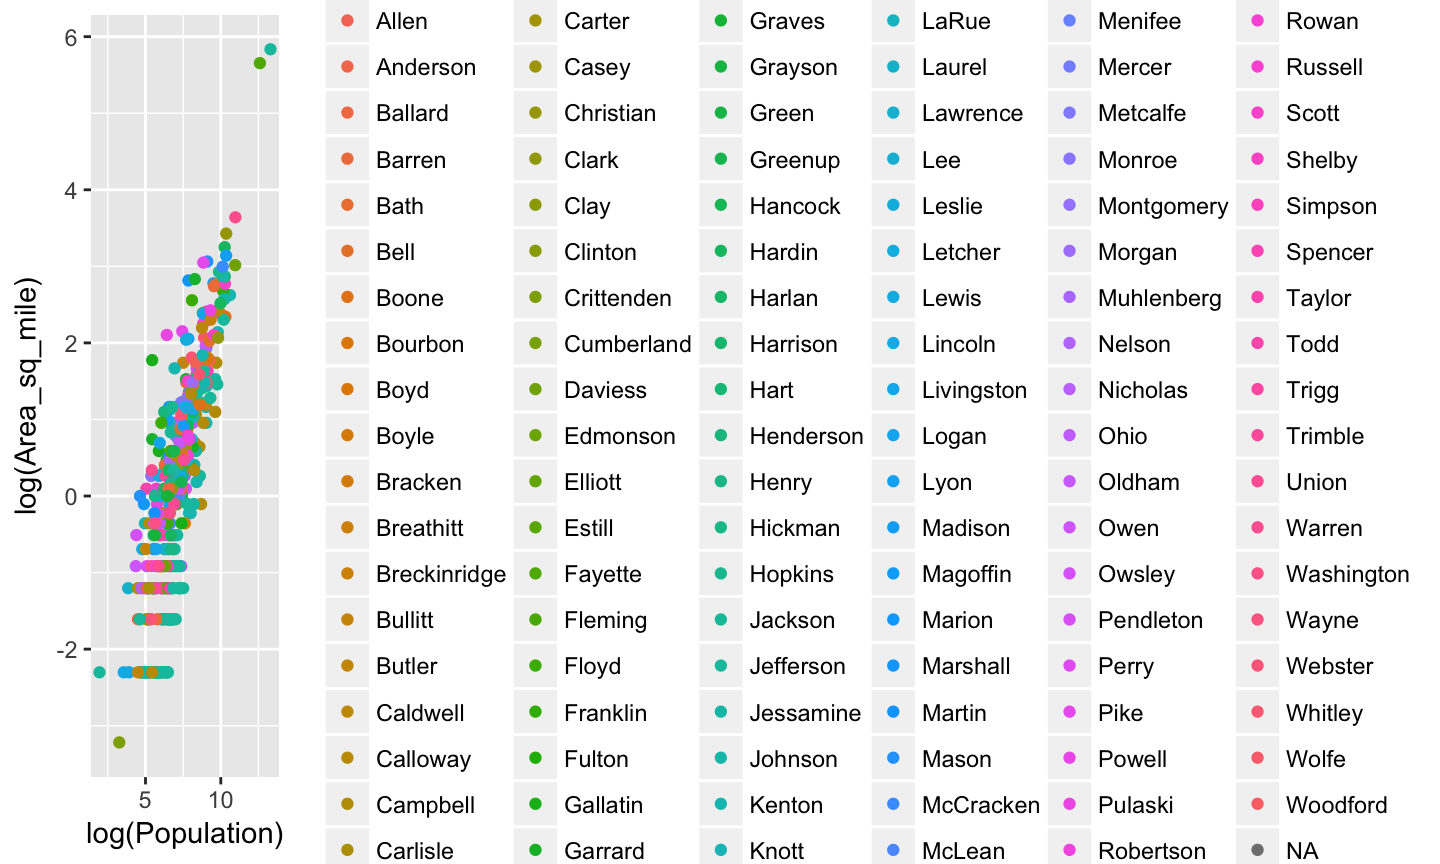 6
4
2
0
-2
log(Area_sq_mile)
5 10
log(Population)
Allen
Anderson
Ballard
Barren
Bath
Bell
Boone
Bourbon
Boyd
Boyle
Bracken
Breathitt
Breckinridge
Bullitt
Butler
Caldwell
Calloway
Campbell
Carlisle
Carter
Casey
Christian
Clark
Clay
Clinton
Crittenden
Cumberland
Daviess
Edmonson
Elliott
Estill
Fayette
Fleming
Floyd
Franklin
Fulton
Gallatin
Garrard
Graves
Grayson
Green
Greenup
Hancock
Hardin
Harlan
Harrison
Hart
Henderson
Henry
Hickman
Hopkins
Jackson
Jefferson
Jessamine
Johnson
Kenton
Knott
LaRue
Laurel
Lawrence
Lee
Leslie
Letcher
Lewis
Lincoln
Livingston
Logan
Lyon
Madison
Magoffin
Marion
Marshall
Martin
Mason
McCracken
McLean
Menifee
Mercer
Metcalfe
Monroe
Montgomery
Morgan
Muhlenberg
Nelson
Nicholas
Ohio
Oldham
Owen
Owsley
Pendleton
Perry
Pike
Powell
Pulaski
Robertson
Rowan
Russell
Scott
Shelby
Simpson
Spencer
Taylor
Todd
Trigg
Trimble
Union
Warren
Washington
Wayne
Webster
Whitley
Wolfe
Woodford
NA